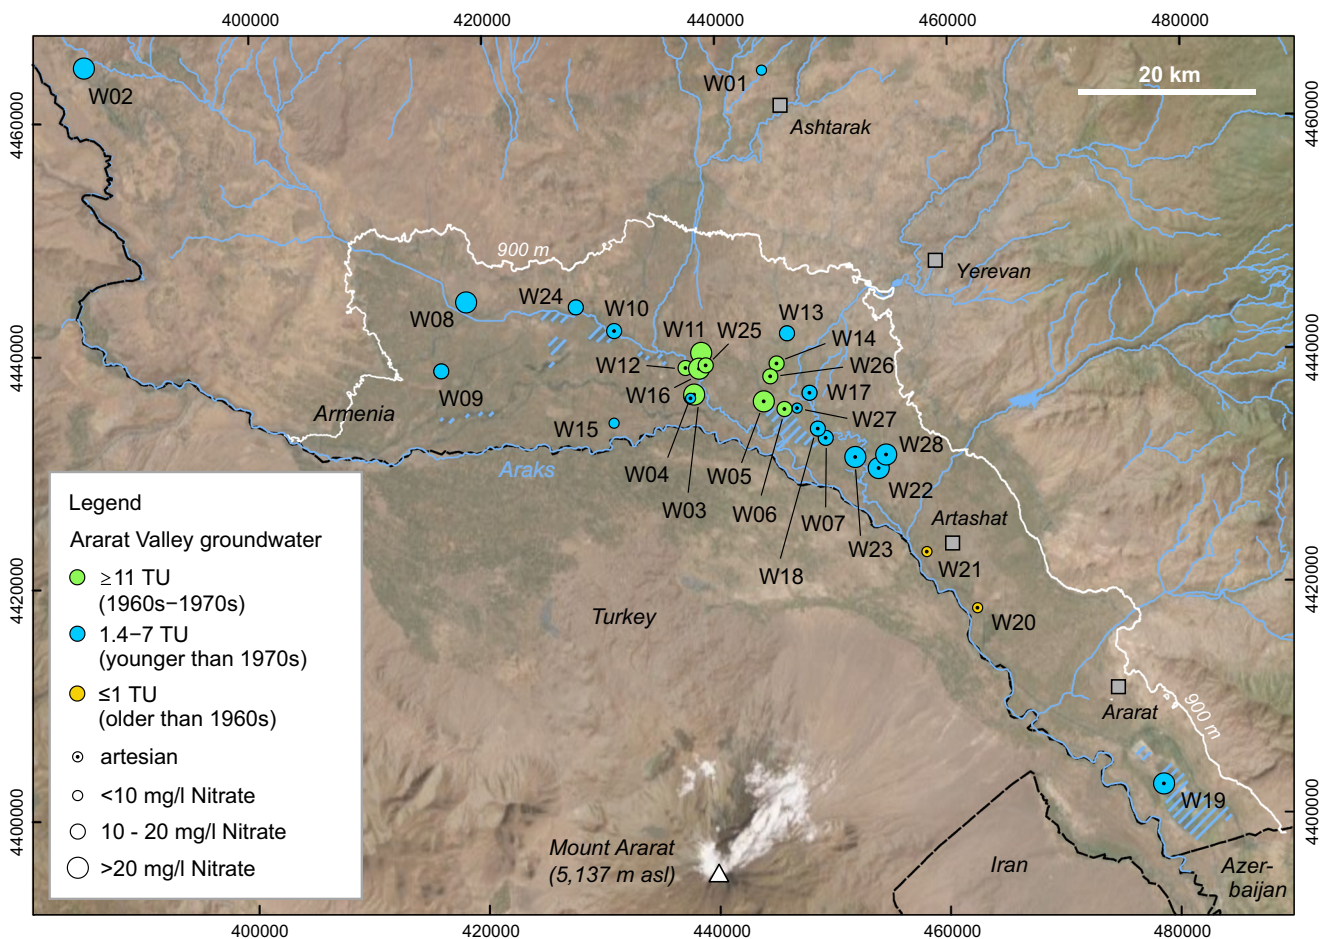 400000
420000
440000
460000
480000
4460000
4460000
20 km
W02
W01
Ashtarak
900 m
Yerevan
W24
W10
W08
W13
W11
W25
W14
W12
W26
W16
W17
W09
W27
Armenia
W15
W28
Araks
W04
W05
W22
W03
W06
W07
Artashat
W23
W21
W18
4440000
4440000
Legend
Ararat Valley groundwater
≥11 TU
(1960s–1970s)
1.4–7 TU
(younger than 1970s)
≤1 TU
(older than 1960s)
artesian
<10 mg/l Nitrate
10 - 20 mg/l Nitrate
>20 mg/l Nitrate
4420000
4420000
Turkey
W20
Ararat
900 m
W19
4400000
4400000
Mount Ararat
(5,137 m asl)
Iran
Azer-
baijan
400000
420000
440000
460000
480000